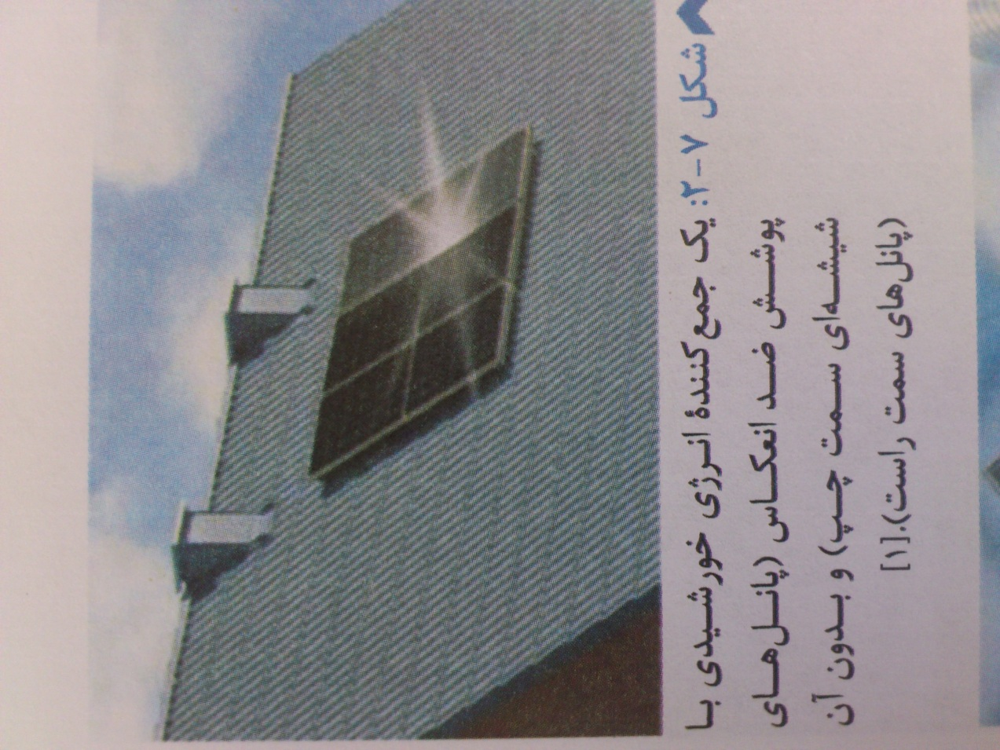 شکل ۷-۲: یک جمع‌کنندهٔ انرژی خورشیدی با
پوشش ضد انعکاس (پانل‌های
شیشه‌ای سمت چپ) و بدون آن
(پانل‌های سمت راست).[۱]